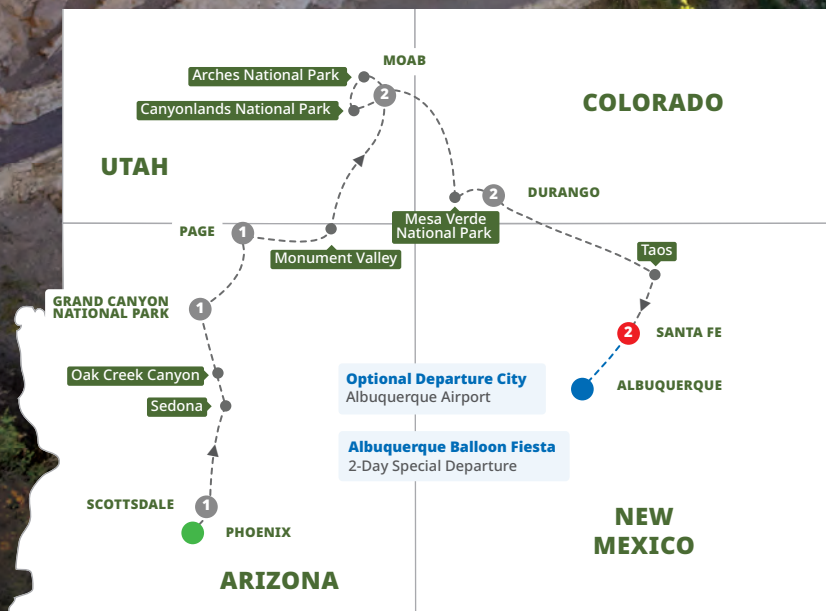 MOAB
Arches National Park
2
Canyonlands National Park
COLORADO
UTAH
2
DURANGO
Mesa Verde
National Park
PAGE
1
Monument Valley
Taos
GRAND CANYON
NATIONAL PARK
1
2
SANTA FE
Oak Creek Canyon
Optional Departure City
Albuquerque Airport
ALBUQUERQUE
Sedona
Albuquerque Balloon Fiesta
2-Day Special Departure
SCOTTSDALE
1
PHOENIX
NEW
MEXICO
ARIZONA